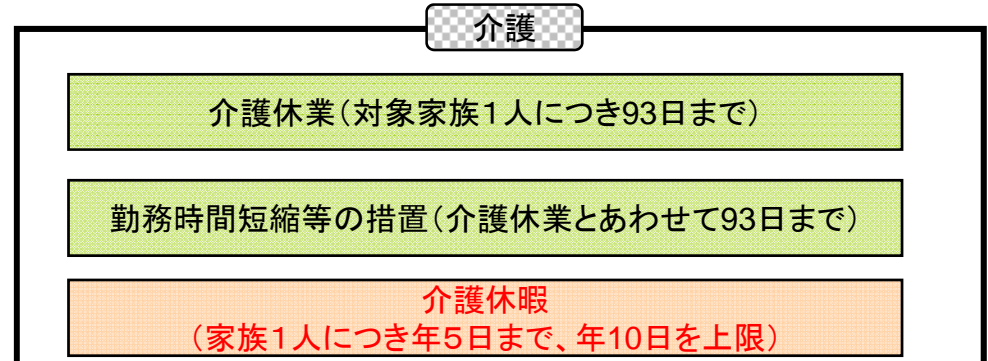 介護
介護休業(対象家族1人につき93日まで)
勤務時間短縮等の措置(介護休業とあわせて93日まで)
介護休暇
(家族1人につき年5日まで、年10日を上限)